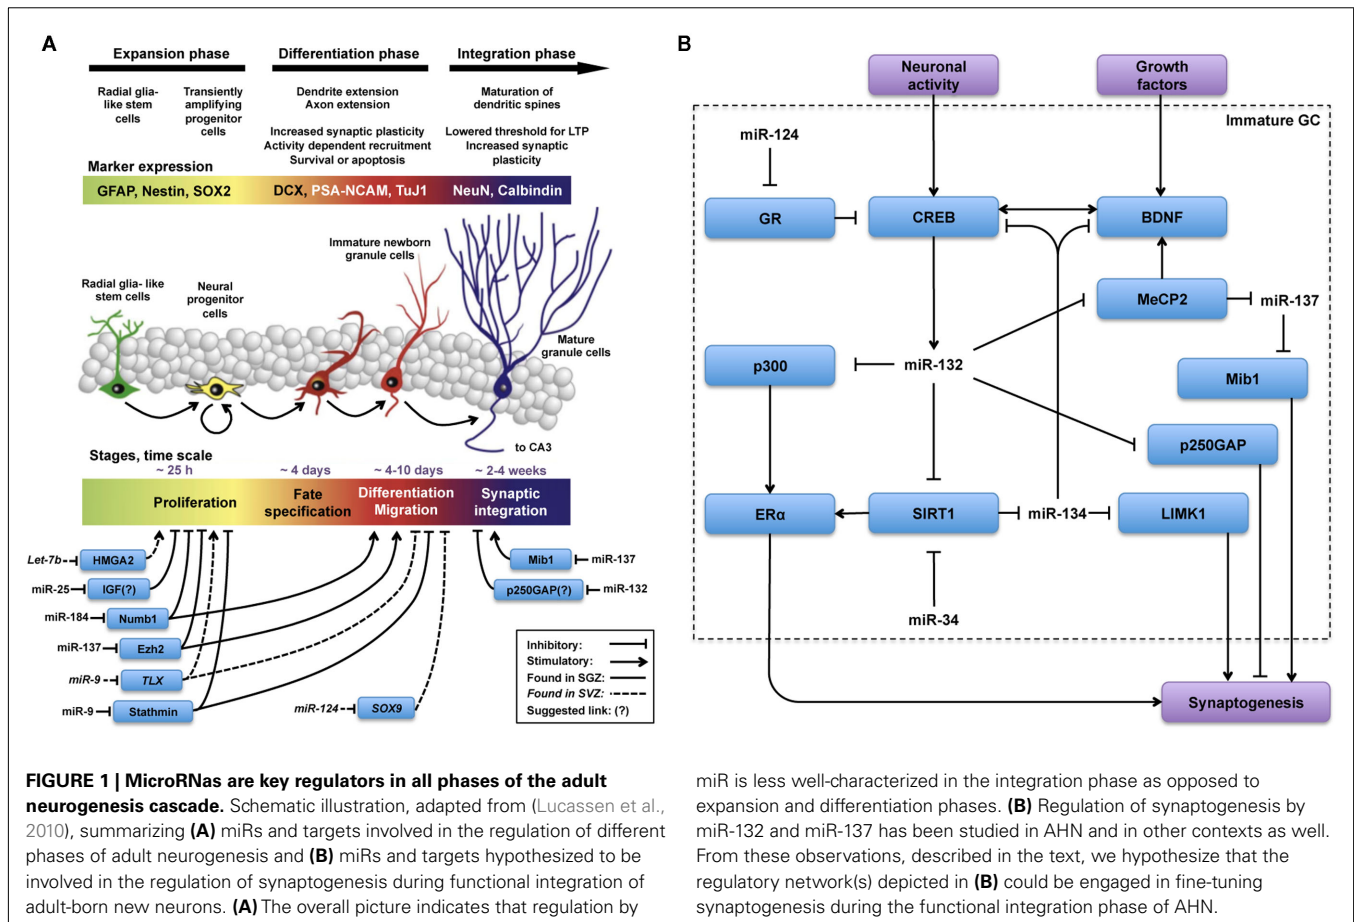 A
Expansion phase
Differentiation phase
Integration phase
Radial glia-
like stem
cells
Transiently
amplifying
progenitor
cells
Dendrite extension
Axon extension
Increased synaptic plasticity
Activity dependent recruitment
Survival or apoptosis
Maturation of
dendritic spines
Lowered threshold for LTP
Increased synaptic
plasticity
Marker expression
GFAP, Nestin, SOX2
DCX, PSA-NCAM, TuJ1
NeuN, Calbindin
Radial glia- like
stem cells
Neural
progenitor
cells
Immature newborn
granule cells
Mature
granule cells
to CA3
Stages, time scale
~ 25 h
~ 4 days
~ 4-10 days
~ 2-4 weeks
Proliferation
Fate
specification
Differentiation
Migration
Synaptic
integration
Let-7b
HMGA2
miR-25
IGF(?)
miR-184
Numb1
miR-137
Ezh2
miR-9
TLX
miR-9
Stathmin
miR-124
SOX9
Mib1
miR-137
p250GAP(?)
miR-132
Inhibitory:
Stimulatory:
Found in SGZ:
Found in SVZ:
Suggested link: (?)
B
Neuronal
activity
Growth
factors
Immature GC
miR-124
GR
CREB
BDNF
MeCP2
miR-137
p300
miR-132
Mib1
p250GAP
ERα
SIRT1
miR-134
LIMK1
miR-34
Synaptogenesis
FIGURE 1 | MicroRNas are key regulators in all phases of the adult
neurogenesis cascade. Schematic illustration, adapted from (Lucassen et al.,
2010), summarizing (A) miRs and targets involved in the regulation of different
phases of adult neurogenesis and (B) miRs and targets hypothesized to be
involved in the regulation of synaptogenesis during functional integration of
adult-born new neurons. (A) The overall picture indicates that regulation by
miR is less well-characterized in the integration phase as opposed to
expansion and differentiation phases. (B) Regulation of synaptogenesis by
miR-132 and miR-137 has been studied in AHN and in other contexts as well.
From these observations, described in the text, we hypothesize that the
regulatory network(s) depicted in (B) could be engaged in fine-tuning
synaptogenesis during the functional integration phase of AHN.